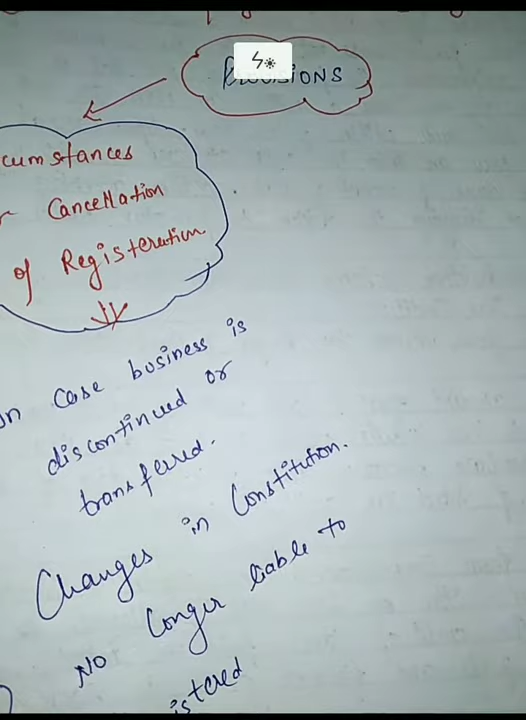 PROVISIONS
cumstances
r Cancellation
of Registeration
In case business is
discontinued or
transferred.
Changes in Constitution.
No longer liable to
istered